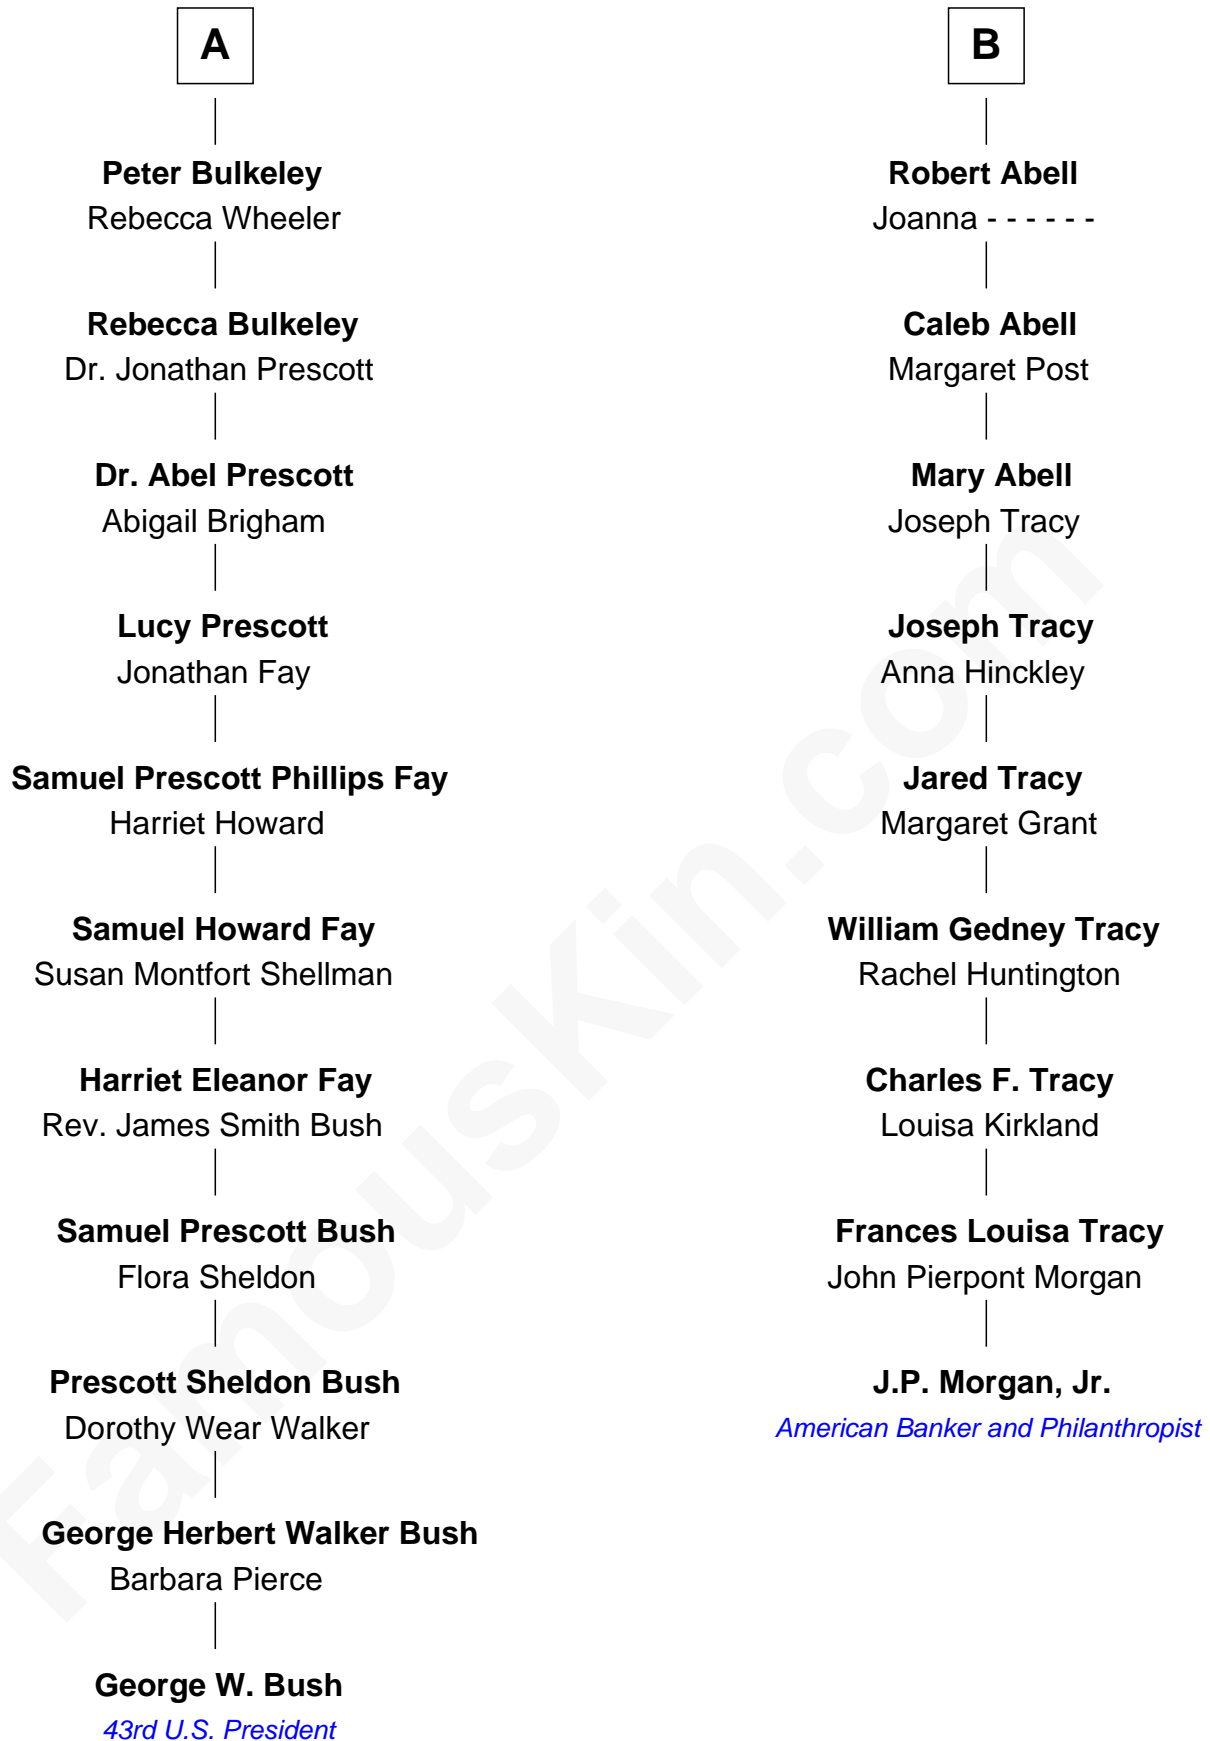 A
Peter Bulkeley
Rebecca Wheeler
Rebecca Bulkeley
Dr. Jonathan Prescott
Dr. Abel Prescott
Abigail Brigham
Lucy Prescott
Jonathan Fay
Samuel Prescott Phillips Fay
Harriet Howard
Samuel Howard Fay
Susan Montfort Shellman
Harriet Eleanor Fay
Rev. James Smith Bush
Samuel Prescott Bush
Flora Sheldon
Prescott Sheldon Bush
Dorothy Wear Walker
George Herbert Walker Bush
Barbara Pierce
George W. Bush
43rd U.S. President
B
Robert Abell
Joanna - - - - - -
Caleb Abell
Margaret Post
Mary Abell
Joseph Tracy
Joseph Tracy
Anna Hinckley
Jared Tracy
Margaret Grant
William Gedney Tracy
Rachel Huntington
Charles F. Tracy
Louisa Kirkland
Frances Louisa Tracy
John Pierpont Morgan
J.P. Morgan, Jr.
American Banker and Philanthropist
FamousKin.com